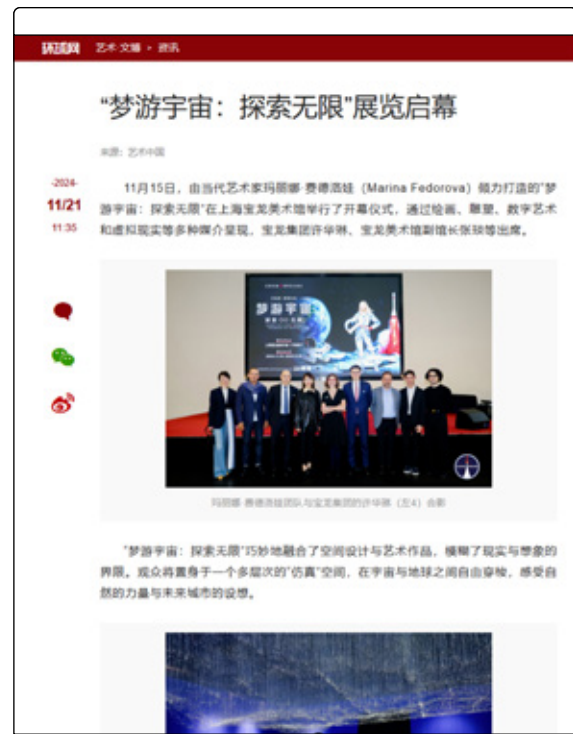 环球网 艺术·文博 > 资讯
“梦游宇宙：探索无限”展览启幕
来源：艺术中国
-2024-
11/21
11:35
11月15日，由当代艺术家玛丽娜·费德洛娃（Marina Fedorova）倾力打造的“梦
游宇宙：探索无限”在上海宝龙美术馆举行了开幕仪式，通过绘画、雕塑、数字艺术
和虚拟现实等多种媒介呈现，宝龙集团许华琳、宝龙美术馆副馆长张琰等出席。
梦游宇宙
玛丽娜·费德洛娃团队与宝龙集团的许华琳（左4）合影
“梦游宇宙：探索无限”巧妙地融合了空间设计与艺术作品，模糊了现实与想象的
界限。观众将置身于一个多层次的“仿真”空间，在宇宙与地球之间自由穿梭，感受自
然的力量与未来城市的设想。